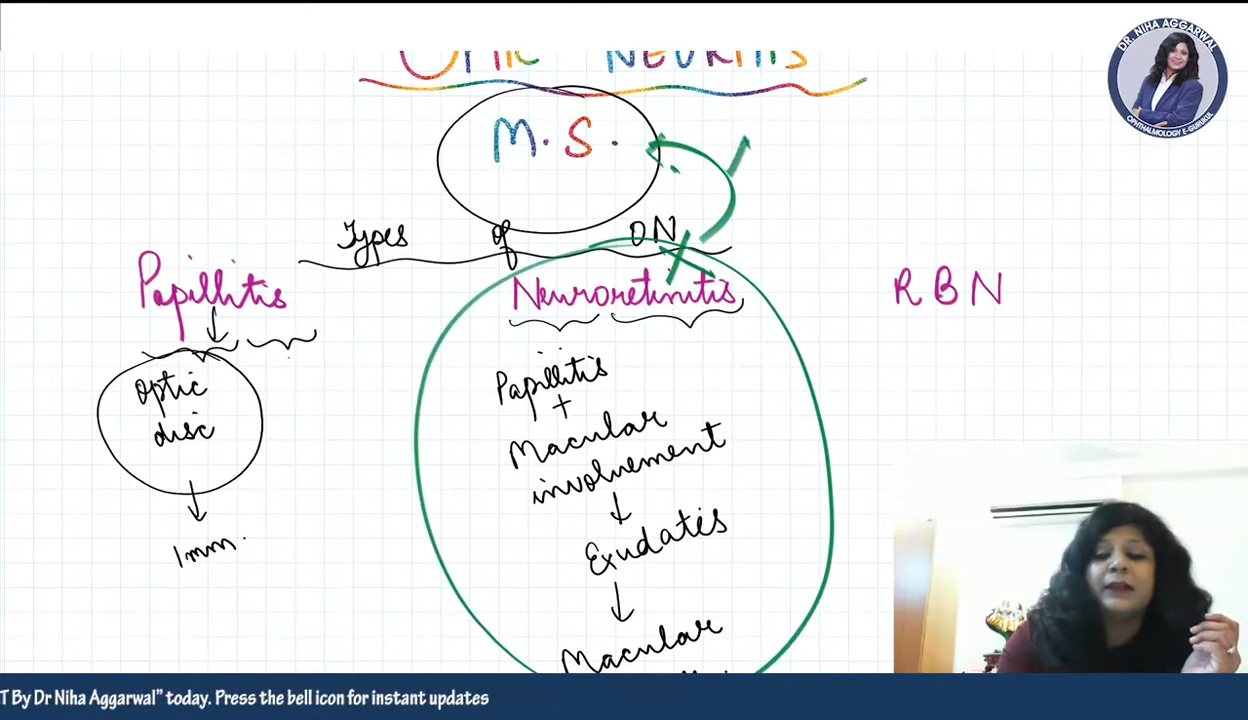 OPTIC NEURITIS
M.S.
Types of ON
Papillitis
Optic
disc
1mm.
Neuroretinitis
Papillitis
+
Macular
involvement
Exudates
Macular
RBN
DR. NIHA AGGARWAL
OPHTHALMOLOGY E-GURUKUL
T By Dr Niha Aggarwal” today. Press the bell icon for instant updates